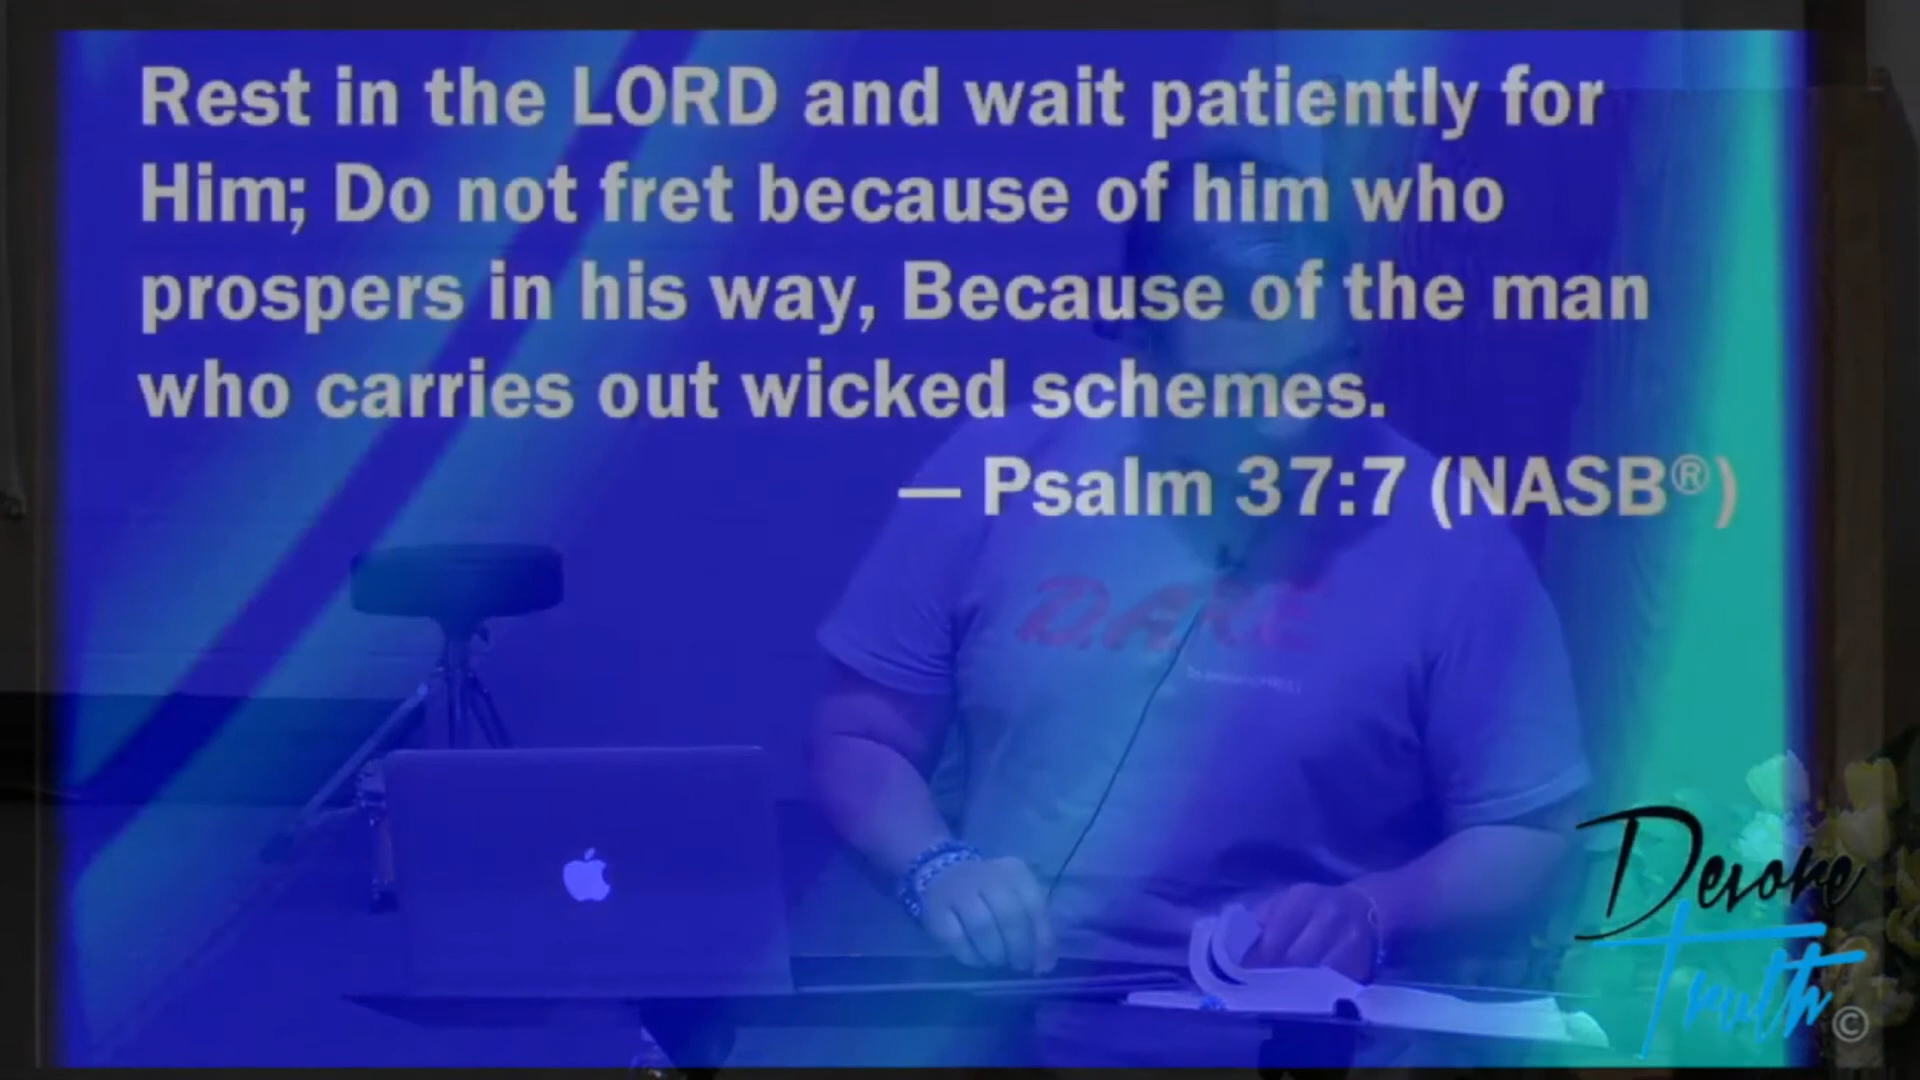 Rest in the LORD and wait patiently for
Him; Do not fret because of him who
prospers in his way, Because of the man
who carries out wicked schemes.
— Psalm 37:7 (NASB®)
D.A.R.E
Devore
Truth
©